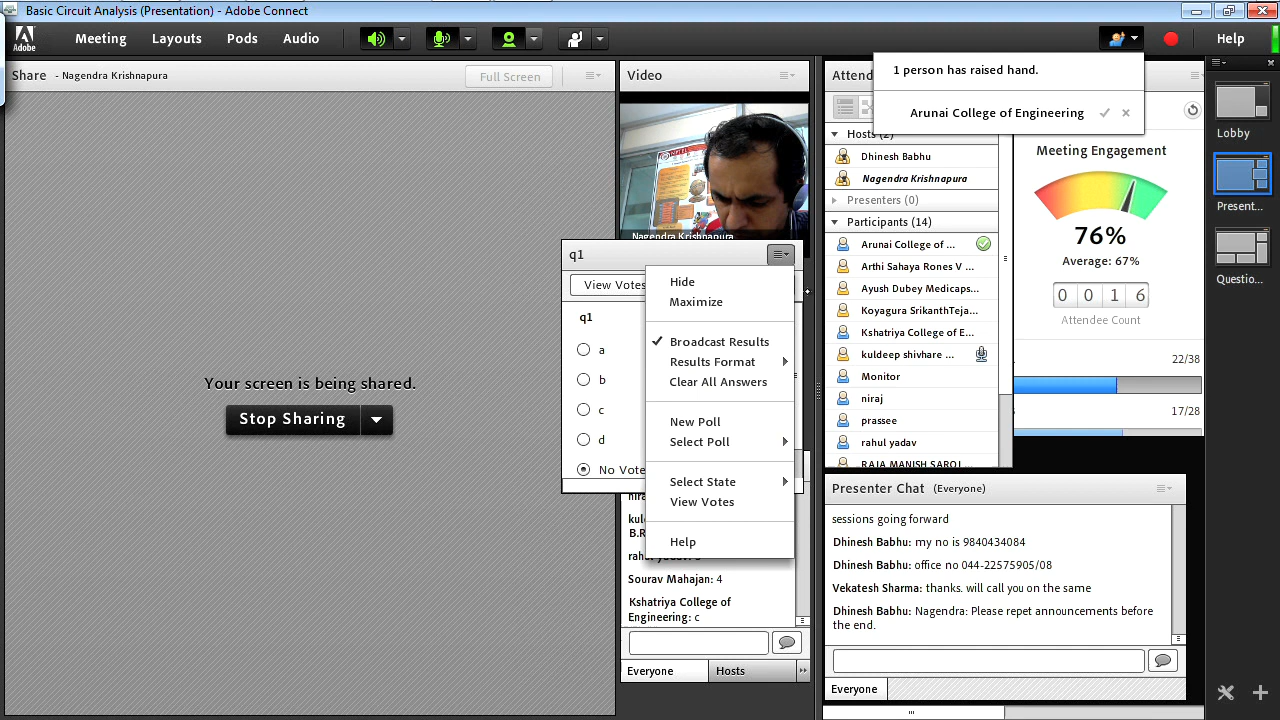 Basic Circuit Analysis (Presentation) - Adobe Connect
Adobe
Meeting
Layouts
Pods
Audio
Help
Share - Nagendra Krishnapura
Full Screen
Your screen is being shared.
Stop Sharing
Video
Nagendra Krishnapura
q1
View Votes
q1
a
b
c
d
No Vote
Hide
Maximize
Broadcast Results
Results Format
Clear All Answers
New Poll
Select Poll
Select State
View Votes
Help
Sourav Mahajan: 4
Kshatriya College of
Engineering: c
Everyone
Hosts
Attend
1 person has raised hand.
Arunai College of Engineering
Hosts (2)
Dhinesh Babhu
Nagendra Krishnapura
Presenters (0)
Participants (14)
Arunai College of ...
Arthi Sahaya Rones V ...
Ayush Dubey Medicaps...
Koyagura SrikanthTeja...
Kshatriya College of E...
kuldeep shivhare ...
Monitor
niraj
prassee
rahul yadav
Meeting Engagement
76%
Average: 67%
0 0 1 6
Attendee Count
22/38
17/28
Presenter Chat (Everyone)
sessions going forward
Dhinesh Babhu: my no is 9840434084
Dhinesh Babhu: office no 044-22575905/08
Vekatesh Sharma: thanks. will call you on the same
Dhinesh Babhu: Nagendra: Please repet announcements before
the end.
Everyone
Lobby
Present...
Questio...